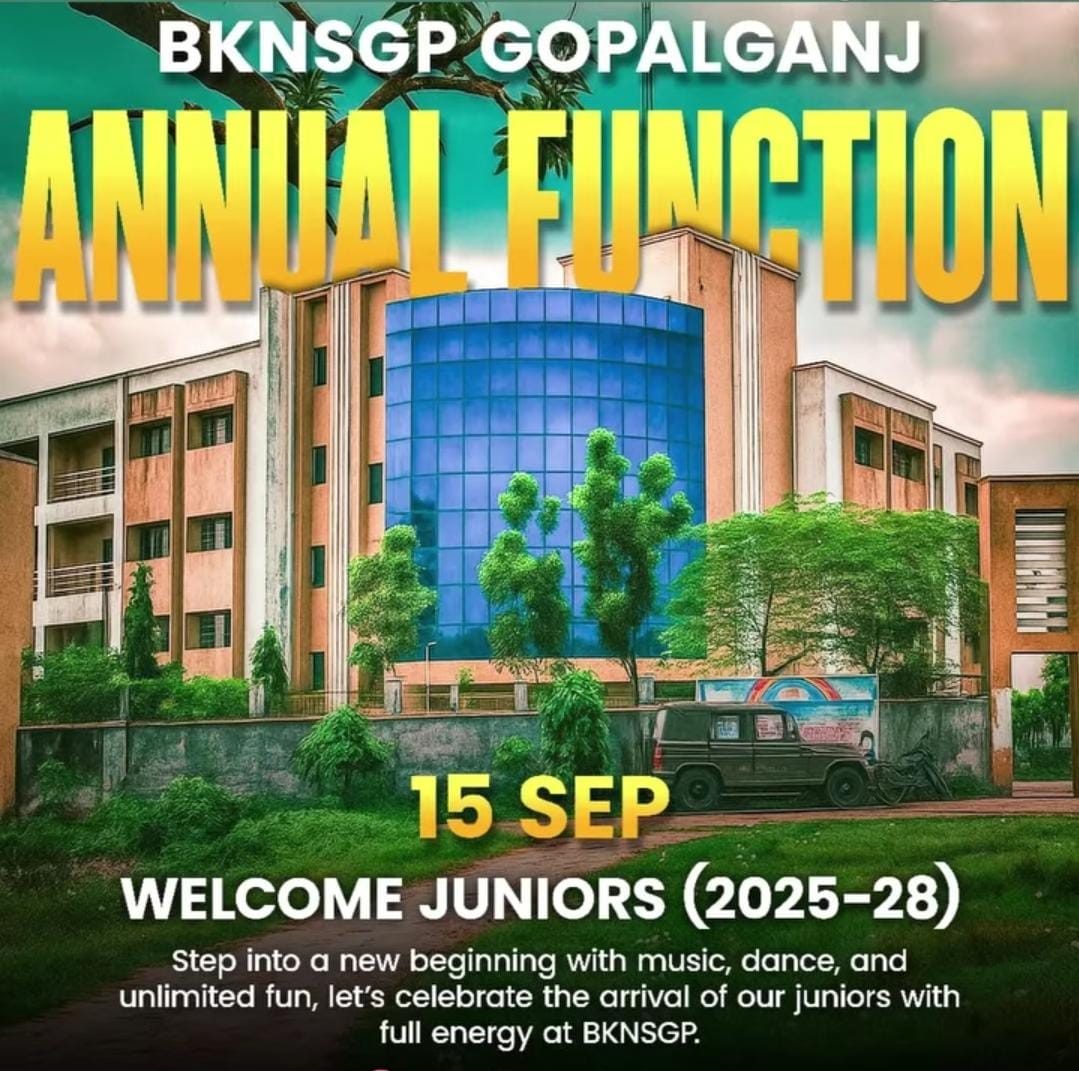 BKNSGP GOPALGANJ
ANNUAL FUNCTION
15 SEP
WELCOME JUNIORS (2025-28)
Step into a new beginning with music, dance, and
unlimited fun, let's celebrate the arrival of our juniors with
full energy at BKNSGP.